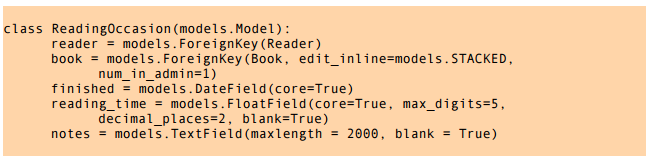 class ReadingOccasion(models.Model):
      reader = models.ForeignKey(Reader)
      book = models.ForeignKey(Book, edit_inline=models.STACKED,
            num_in_admin=1)
      finished = models.DateField(core=True)
      reading_time = models.FloatField(core=True, max_digits=5,
            decimal_places=2, blank=True)
      notes = models.TextField(maxlength = 2000, blank = True)